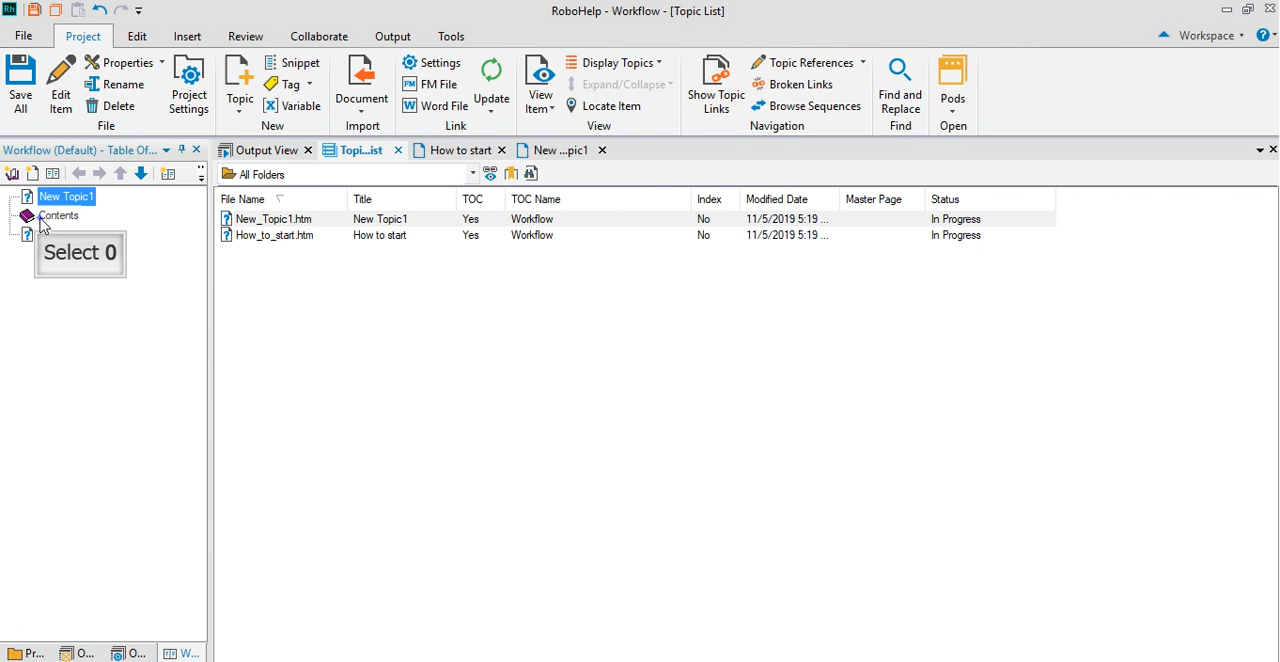 Rh
RoboHelp - Workflow - [Topic List]
File Project Edit Insert Review Collaborate Output Tools Workspace
Save All
Edit Item
Properties
Rename
Delete
Project Settings
File
Topic
Snippet
Tag
Variable
New
Document
Import
Settings
FM File
Word File
Update
Link
View Item
Display Topics
Expand/Collapse
Locate Item
View
Show Topic Links
Topic References
Broken Links
Browse Sequences
Navigation
Find and Replace
Find
Pods
Open
Workflow (Default) - Table Of...
Output View Topi...ist How to start New ...pic1
All Folders
New Topic1
Contents
Select 0
File Name Title TOC TOC Name Index Modified Date Master Page Status
New_Topic1.htm New Topic1 Yes Workflow No 11/5/2019 5:19 ... In Progress
How_to_start.htm How to start Yes Workflow No 11/5/2019 5:19 ... In Progress
Pr... O... O... W...